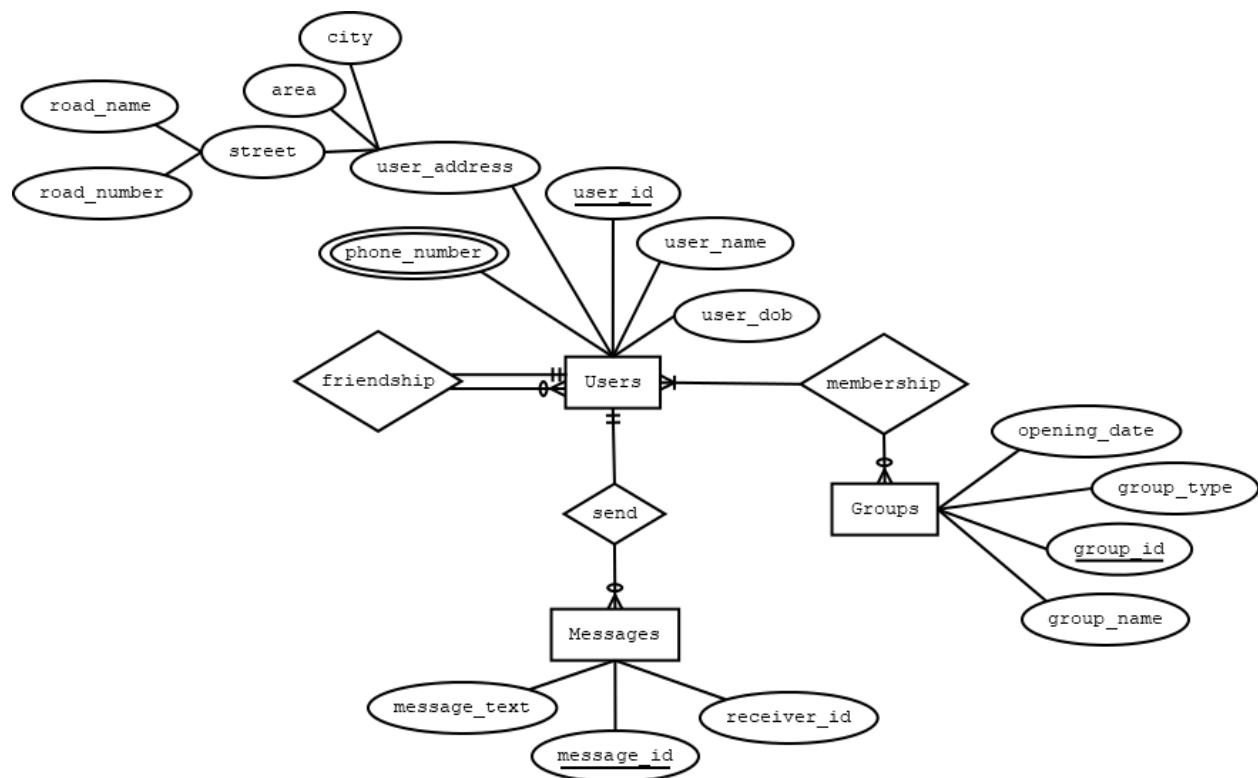 city
area
road_name
street
user_address
road_number
user_id
user_name
phone_number
user_dob
friendship
Users
membership
opening_date
group_type
Groups
send
group_id
group_name
Messages
message_text
receiver_id
message_id